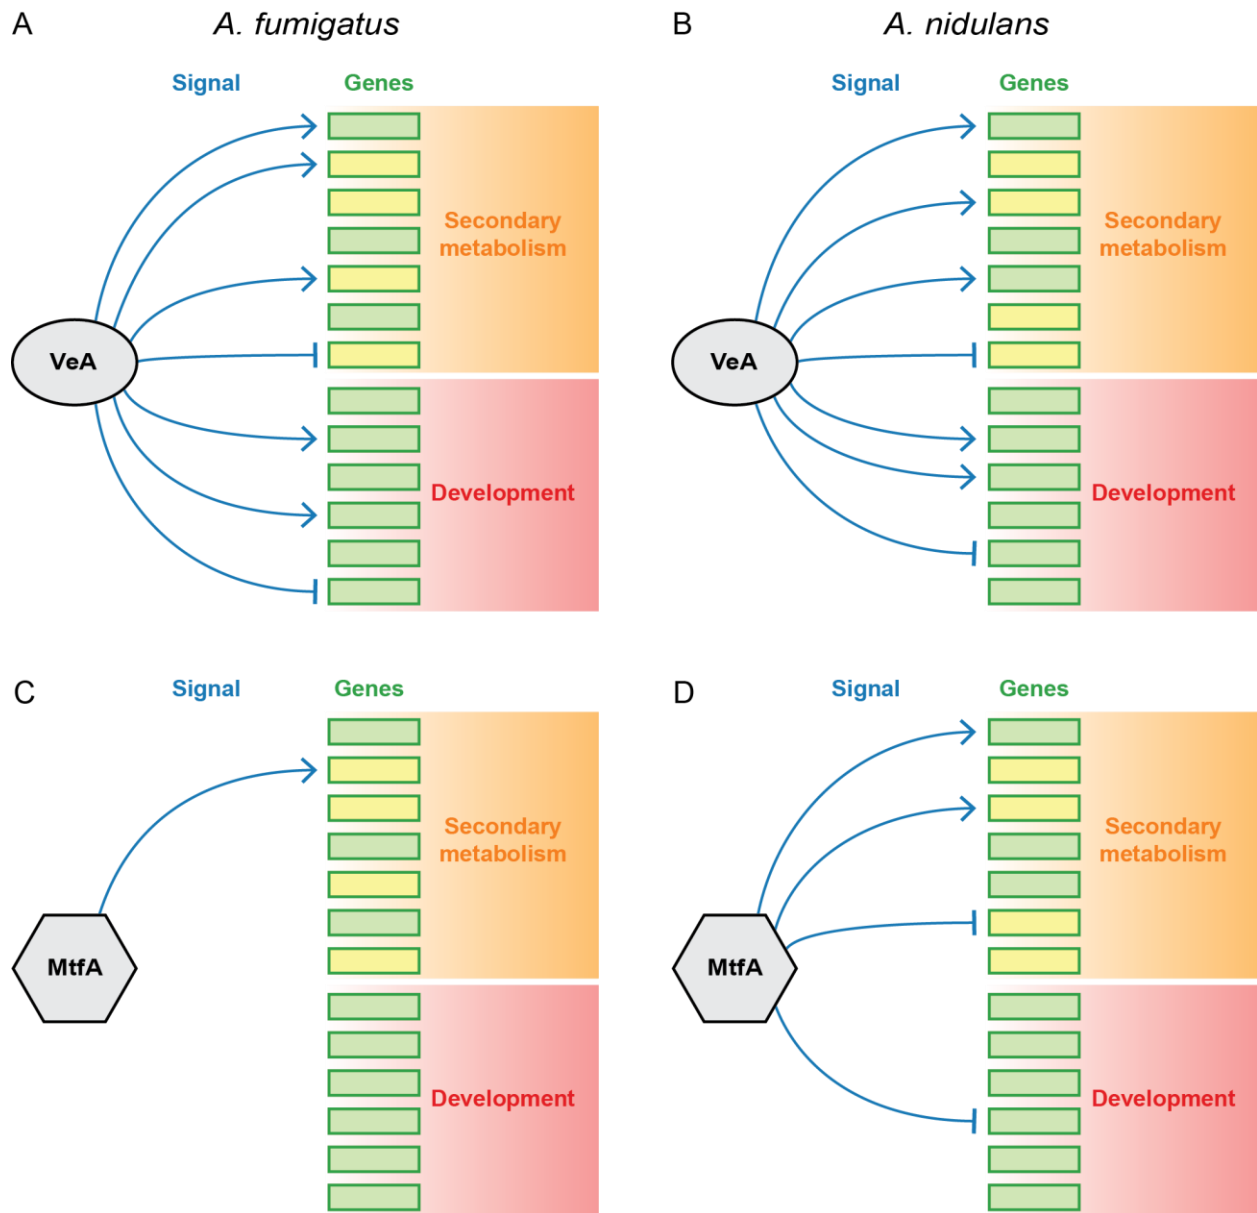 A
A. fumigatus
B
A. nidulans
Signal
Genes
Signal
Genes
Secondary
metabolism
Secondary
metabolism
VeA
VeA
Development
Development
C
Signal
Genes
D
Signal
Genes
Secondary
metabolism
Secondary
metabolism
MtfA
MtfA
Development
Development